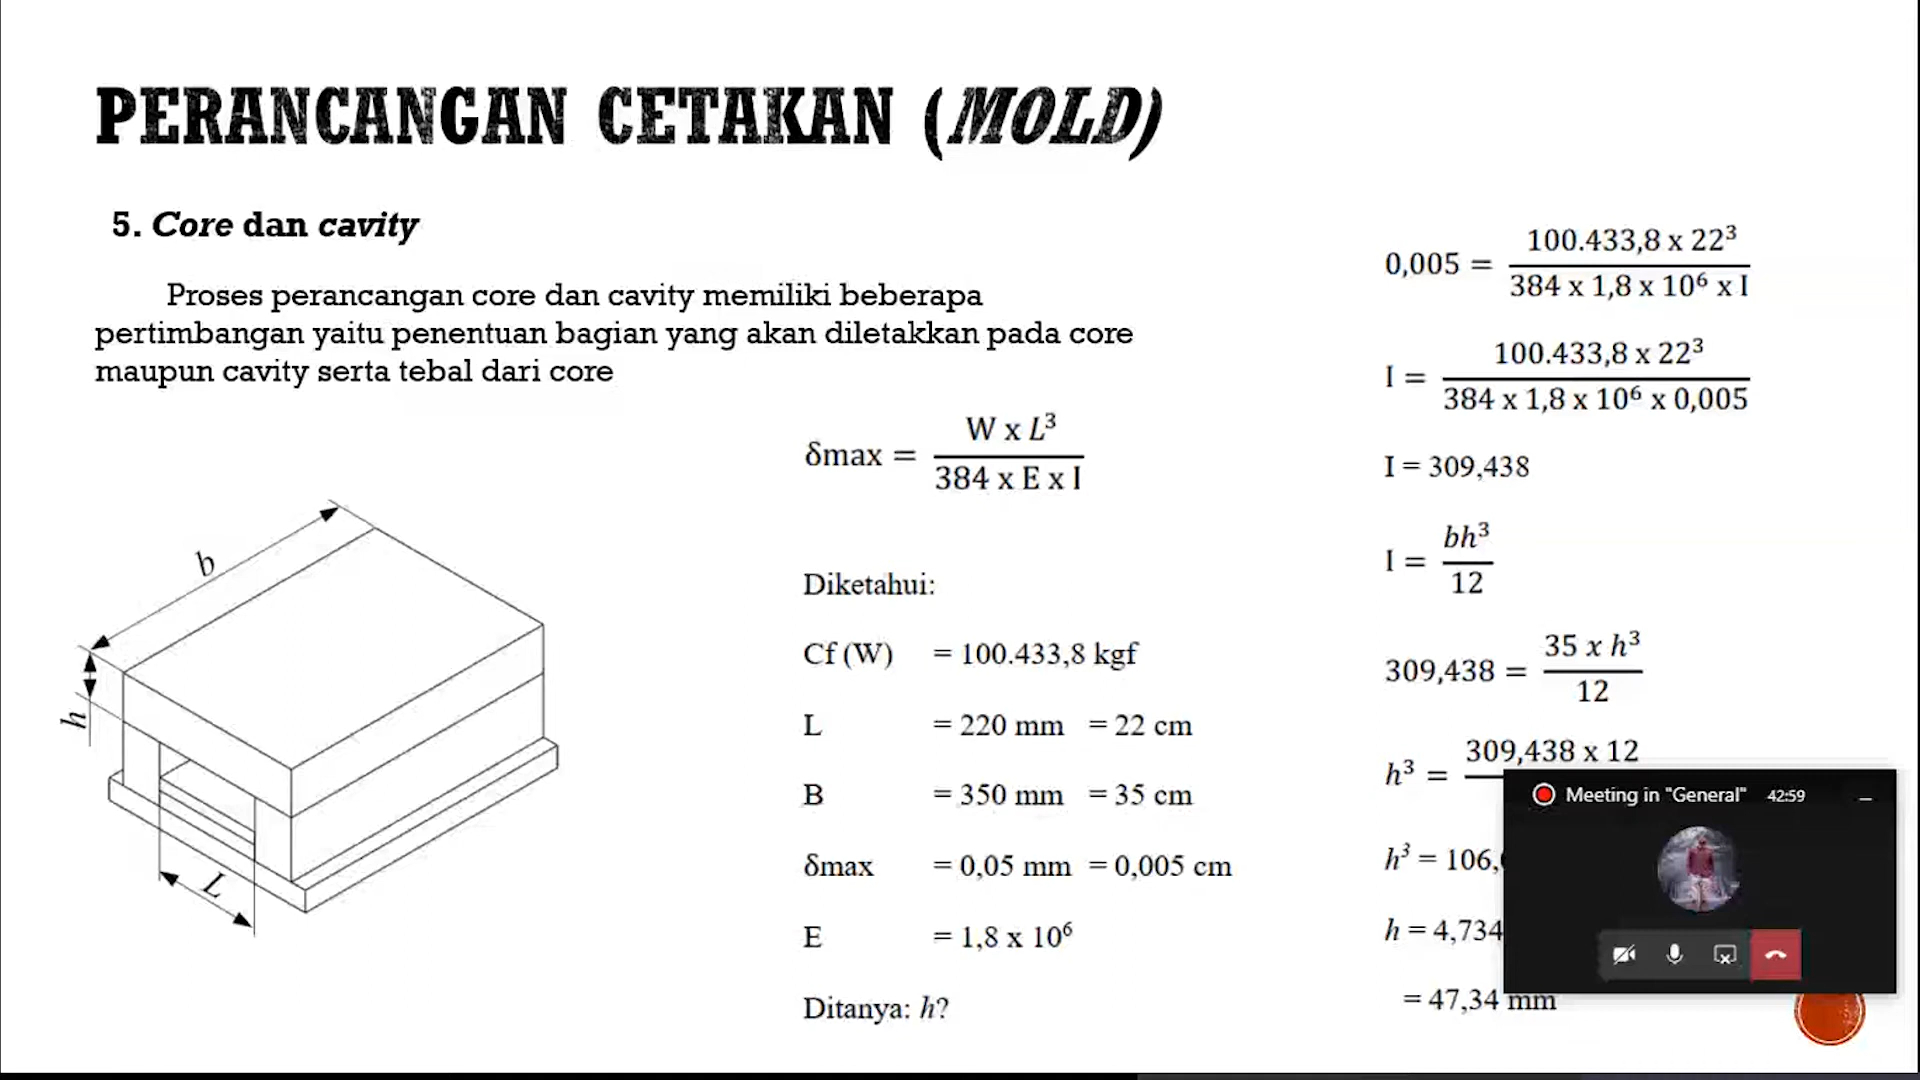 PERANCANGAN CETAKAN (MOLD)
5. Core dan cavity
Proses perancangan core dan cavity memiliki beberapa
pertimbangan yaitu penentuan bagian yang akan diletakkan pada core
maupun cavity serta tebal dari core
b
h
L
δmax = W x L³ / 384 x E x I
Diketahui:
Cf (W) = 100.433,8 kgf
L = 220 mm = 22 cm
B = 350 mm = 35 cm
δmax = 0,05 mm = 0,005 cm
E = 1,8 x 10⁶
Ditanya: h?
0,005 = 100.433,8 x 22³ / 384 x 1,8 x 10⁶ x I
I = 100.433,8 x 22³ / 384 x 1,8 x 10⁶ x 0,005
I = 309,438
I = bh³ / 12
309,438 = 35 x h³ / 12
h³ = 309,438 x 12
h³ = 106,
h = 4,734
= 47,34 mm
Meeting in "General" 42:59